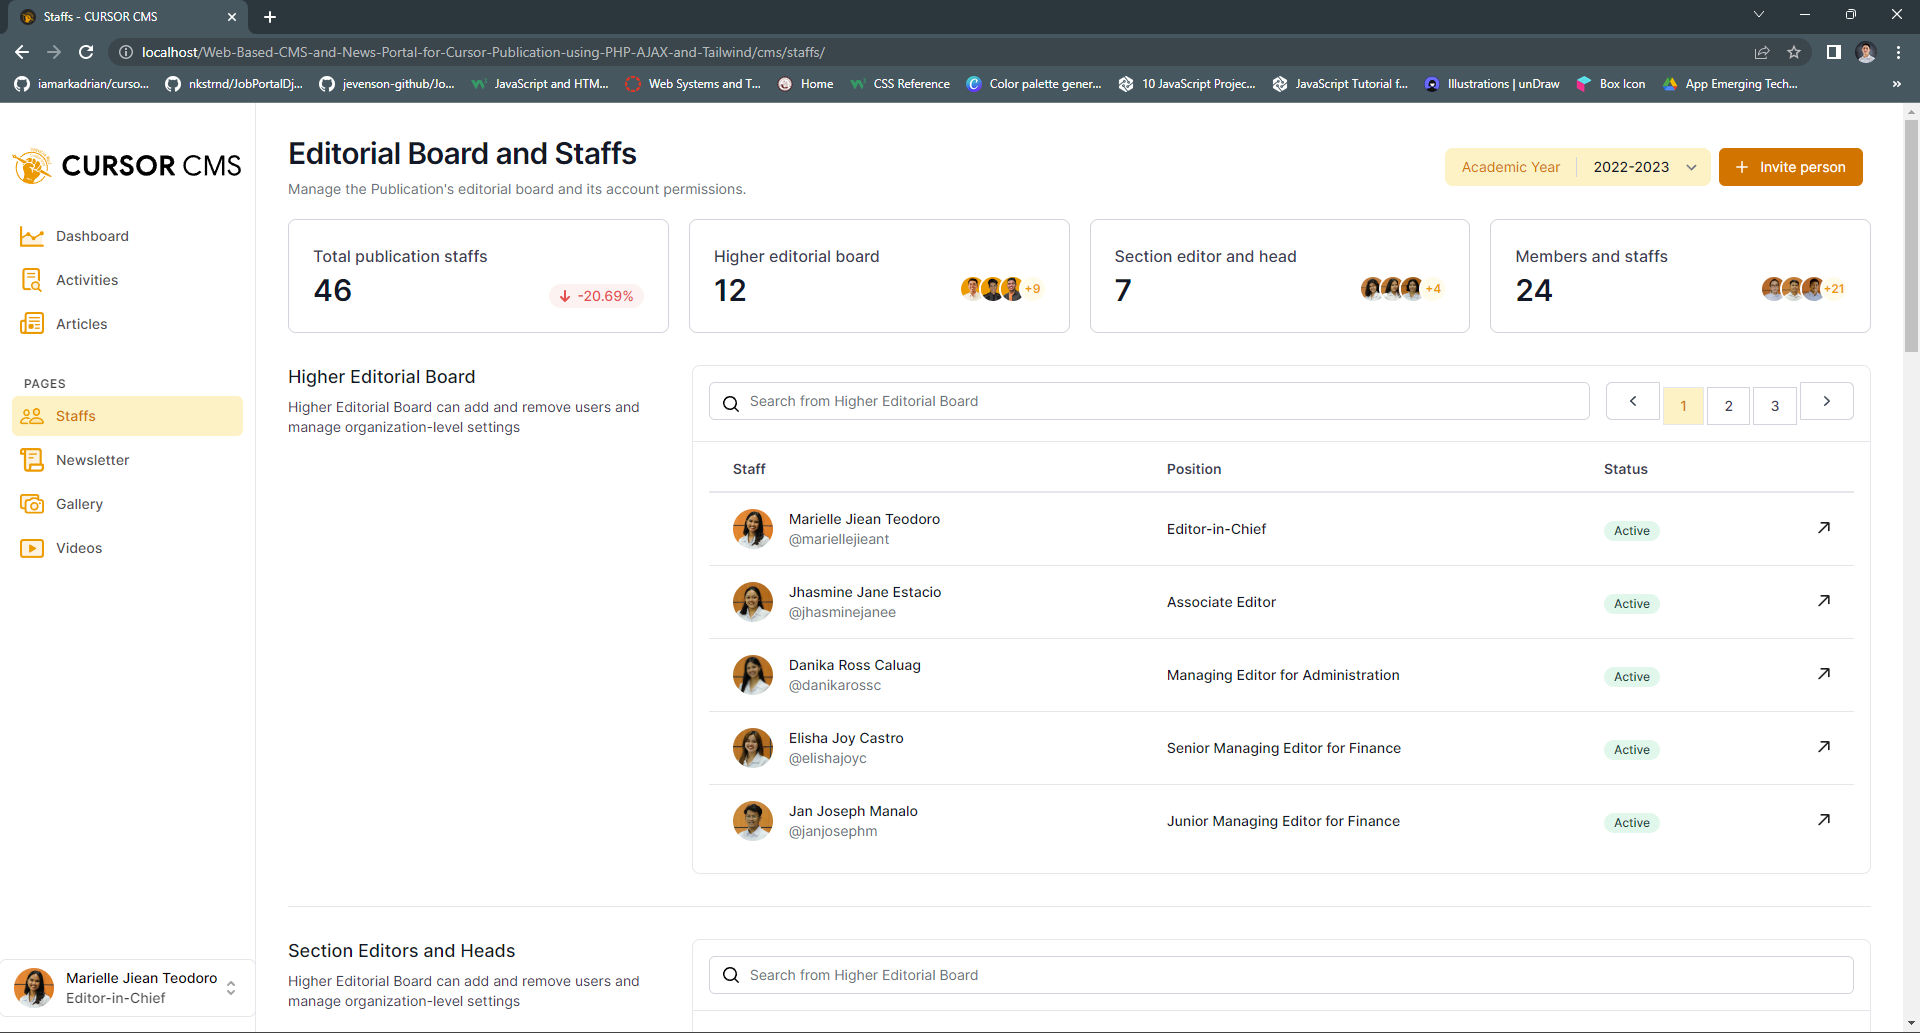 Staffs - CURSOR CMS
localhost/Web-Based-CMS-and-News-Portal-for-Cursor-Publication-using-PHP-AJAX-and-Tailwind/cms/staffs/
iamarkadrian/curso... nkstrnd/JobPortalDj... jevenson-github/Jo... JavaScript and HTM... Web Systems and T... Home CSS Reference Color palette gener... 10 JavaScript Projec... JavaScript Tutorial f... Illustrations | unDraw Box Icon App Emerging Tech... »
CURSOR CMS
Dashboard
Activities
Articles
PAGES
Staffs
Newsletter
Gallery
Videos
Marielle Jiean Teodoro
Editor-in-Chief
Editorial Board and Staffs
Manage the Publication's editorial board and its account permissions.
Academic Year 2022-2023
+ Invite person
Total publication staffs
46
-20.69%
Higher editorial board
12
+9
Section editor and head
7
+4
Members and staffs
24
+21
Higher Editorial Board
Higher Editorial Board can add and remove users and
manage organization-level settings
Search from Higher Editorial Board
1 2 3
Staff Position Status
Marielle Jiean Teodoro
@mariellejieant
Editor-in-Chief
Active
Jhasmine Jane Estacio
@jhasminejanee
Associate Editor
Active
Danika Ross Caluag
@danikarossc
Managing Editor for Administration
Active
Elisha Joy Castro
@elishajoyc
Senior Managing Editor for Finance
Active
Jan Joseph Manalo
@janjosephm
Junior Managing Editor for Finance
Active
Section Editors and Heads
Higher Editorial Board can add and remove users and
manage organization-level settings
Search from Higher Editorial Board